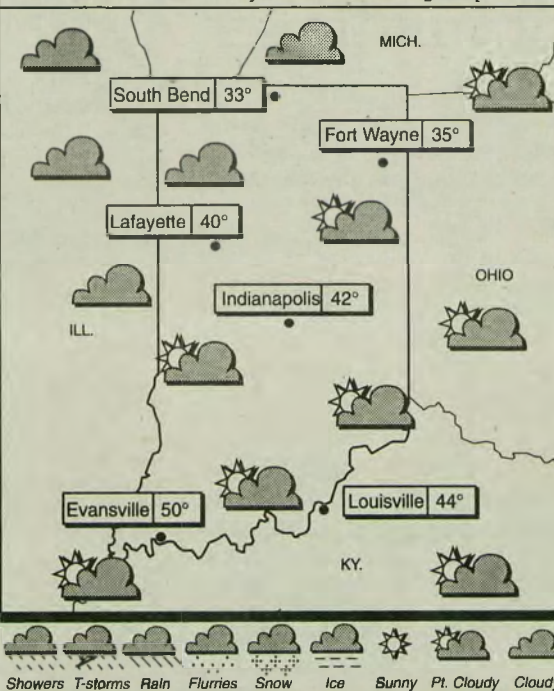 MICH.
South Bend 33°
Fort Wayne 35°
Lafayette 40°
OHIO
Indianapolis 42°
ILL.
Evansville 50°
Louisville 44°
KY.
Showers T-storms Rain Flurries Snow Ice Sunny Pt. Cloudy Cloud